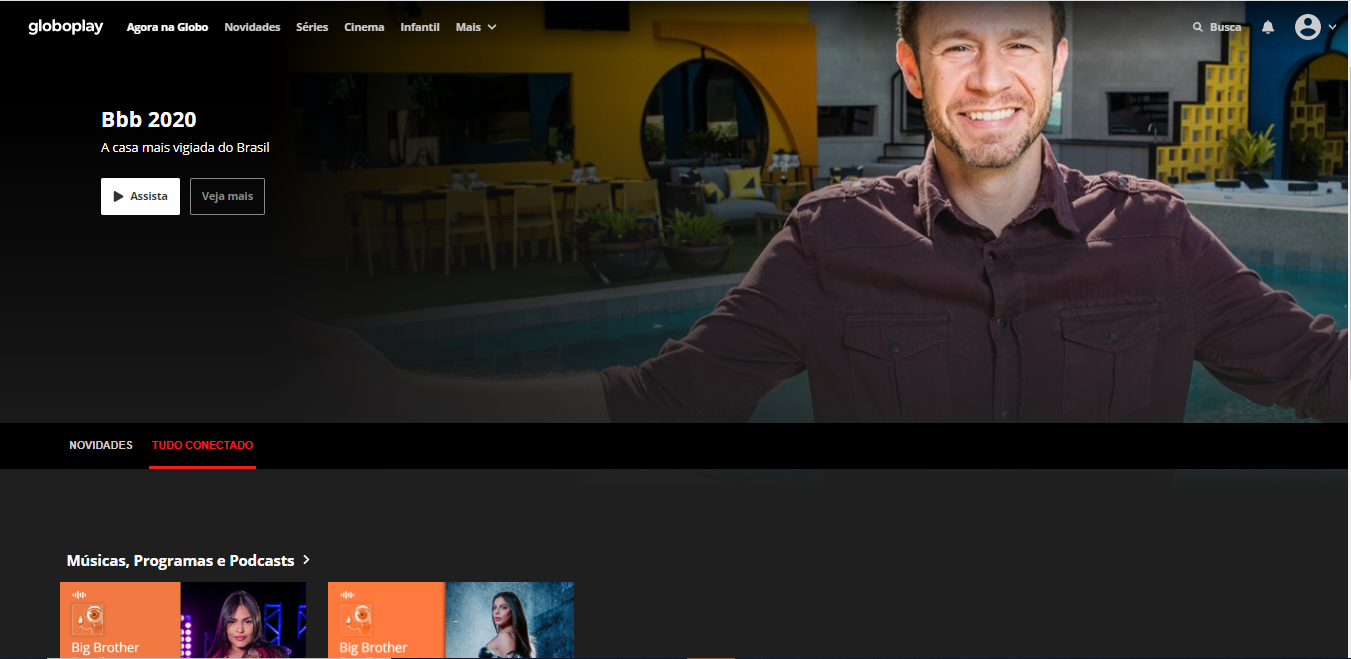 globoplay Agora na Globo Novidades Séries Cinema Infantil Mais Busca
Bbb 2020
A casa mais vigiada do Brasil
Assista Veja mais
NOVIDADES TUDO CONECTADO
Músicas, Programas e Podcasts
Big Brother Big Brother